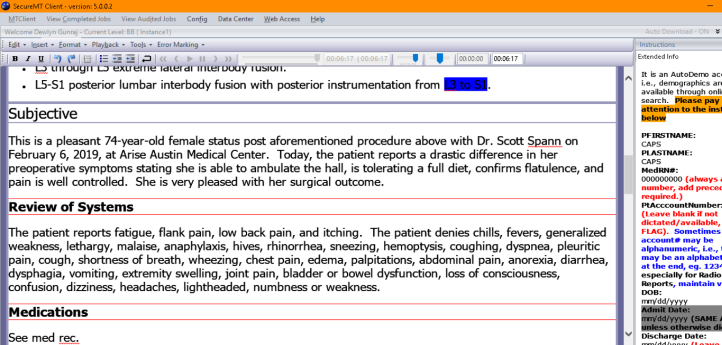 SecureMT Client - version: 5.0.0.2
MTClient View Completed Jobs View Audited Jobs Config Data Center Web Access Help
Welcome Deslyn Gunraj - Current Level: BB ( Instance1) Auto Download - ON
Edit - Insert - Format - Playback - Tools - Error Marking -
B I U 00:06:17 (00:06:17) 00:00:00 00:06:17
L5 through L5 extreme lateral interbody fusion.
L5-S1 posterior lumbar interbody fusion with posterior instrumentation from L3 to S1.
Subjective
This is a pleasant 74-year-old female status post aforementioned procedure above with Dr. Scott Spann on
February 6, 2019, at Arise Austin Medical Center. Today, the patient reports a drastic difference in her
preoperative symptoms stating she is able to ambulate the hall, is tolerating a full diet, confirms flatulence, and
pain is well controlled. She is very pleased with her surgical outcome.
Review of Systems
The patient reports fatigue, flank pain, low back pain, and itching. The patient denies chills, fevers, generalized
weakness, lethargy, malaise, anaphylaxis, hives, rhinorrhea, sneezing, hemoptysis, coughing, dyspnea, pleuritic
pain, cough, shortness of breath, wheezing, chest pain, edema, palpitations, abdominal pain, anorexia, diarrhea,
dysphagia, vomiting, extremity swelling, joint pain, bladder or bowel dysfunction, loss of consciousness,
confusion, dizziness, headaches, lightheaded, numbness or weakness.
Medications
See med rec.
Instructions
Extended Info
It is an AutoDemo acc
i.e., demographics are
available through onli
search. Please pay
attention to the inst
below
PFIRSTNAME:
CAPS
PLASTNAME:
CAPS
MedRN#:
000000000 (always a
number, add preced
required.)
PtAcccountNumber:
(Leave blank if not
dictated/available,
FLAG). Sometimes
account# may be
alphanumeric, i.e., t
may be an alphabet
at the end, eg. 1234
especially for Radio
Reports, maintain v
DOB:
mm/dd/yyyy
Admit Date:
mm/dd/yyyy (SAME A
unless otherwise di
Discharge Date:
mm/dd/yyyy (Leave